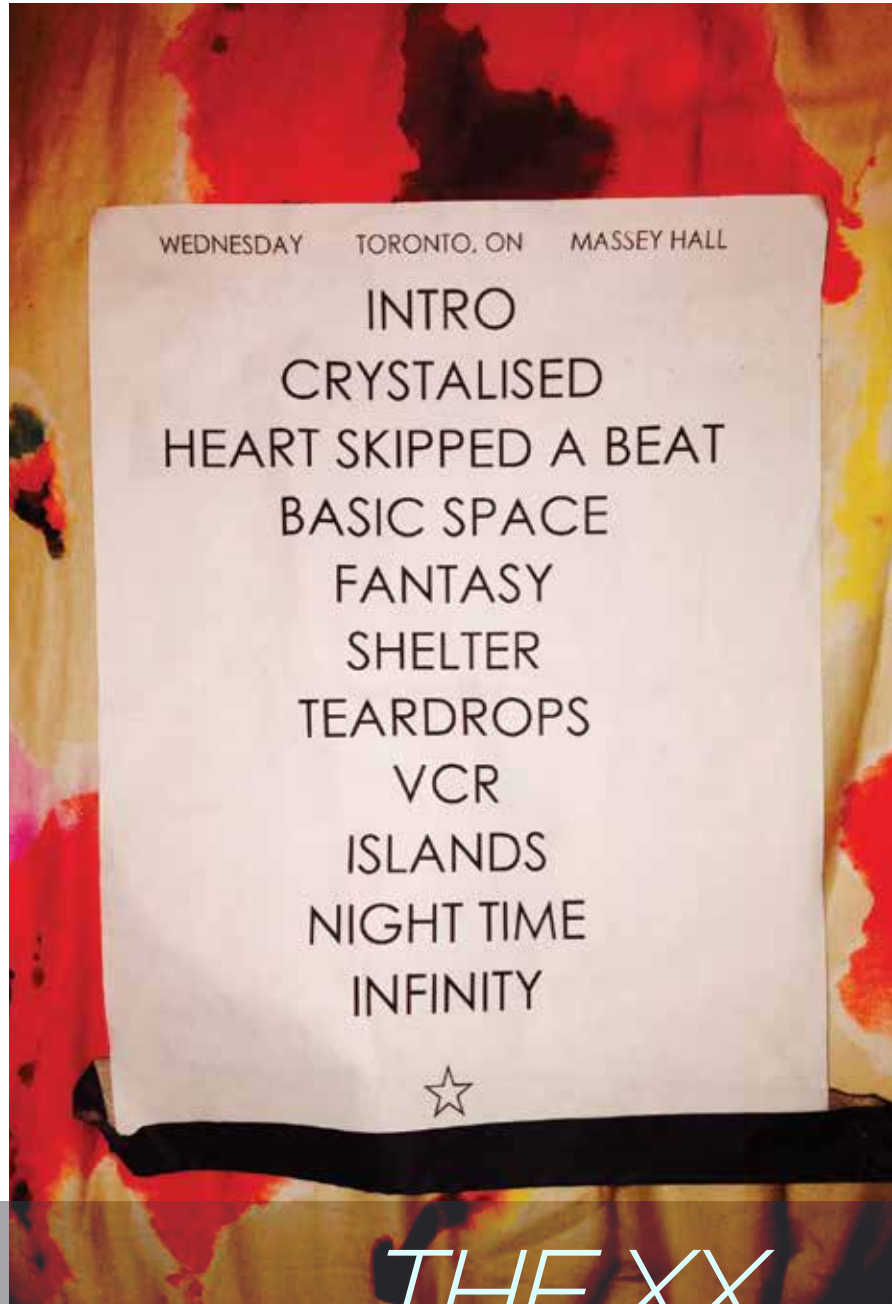 WEDNESDAY TORONTO, ON MASSEY HALL
INTRO
CRYSTALISED
HEART SKIPPED A BEAT
BASIC SPACE
FANTASY
SHELTER
TEARDROPS
VCR
ISLANDS
NIGHT TIME
INFINITY
THE XX